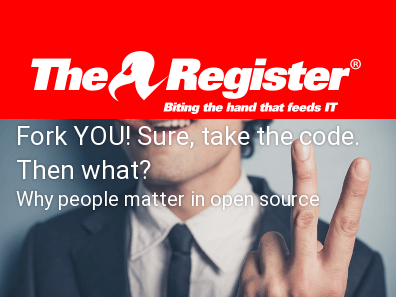 The Register®
Biting the hand that feeds IT
Fork YOU! Sure, take the code.
Then what?
Why people matter in open source